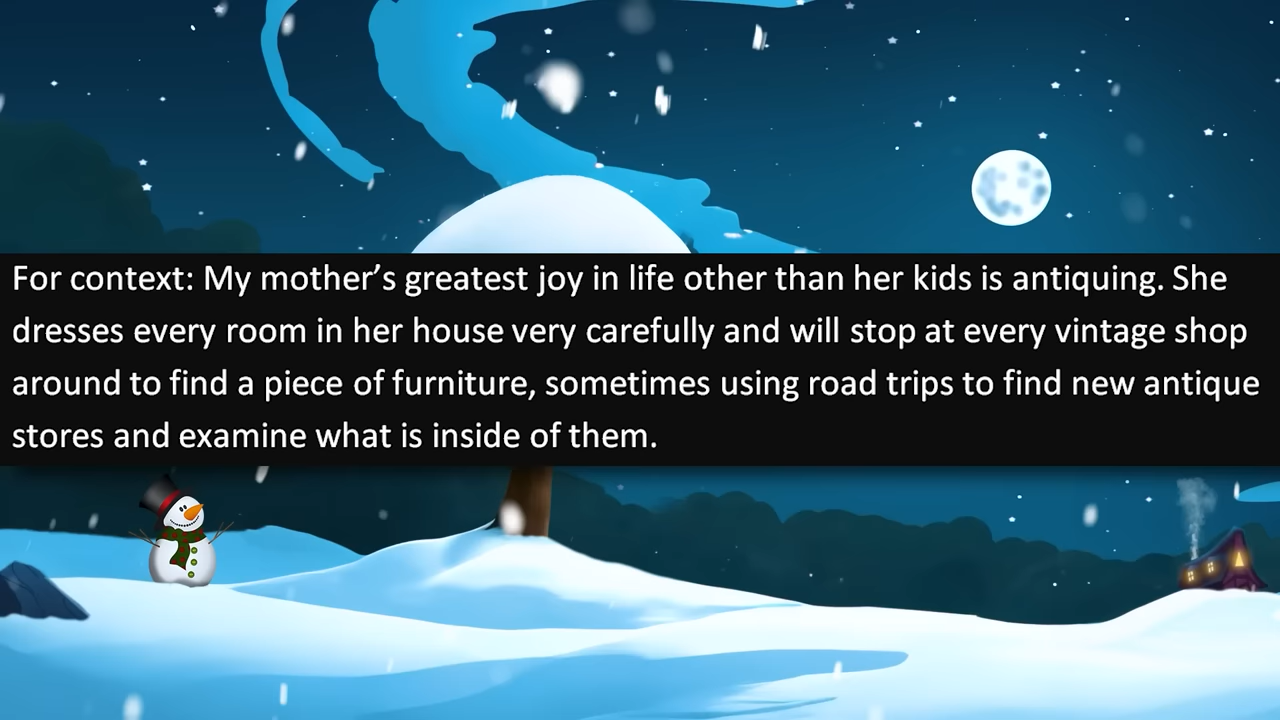 For context: My mother’s greatest joy in life other than her kids is antiquing. She
dresses every room in her house very carefully and will stop at every vintage shop
around to find a piece of furniture, sometimes using road trips to find new antique
stores and examine what is inside of them.